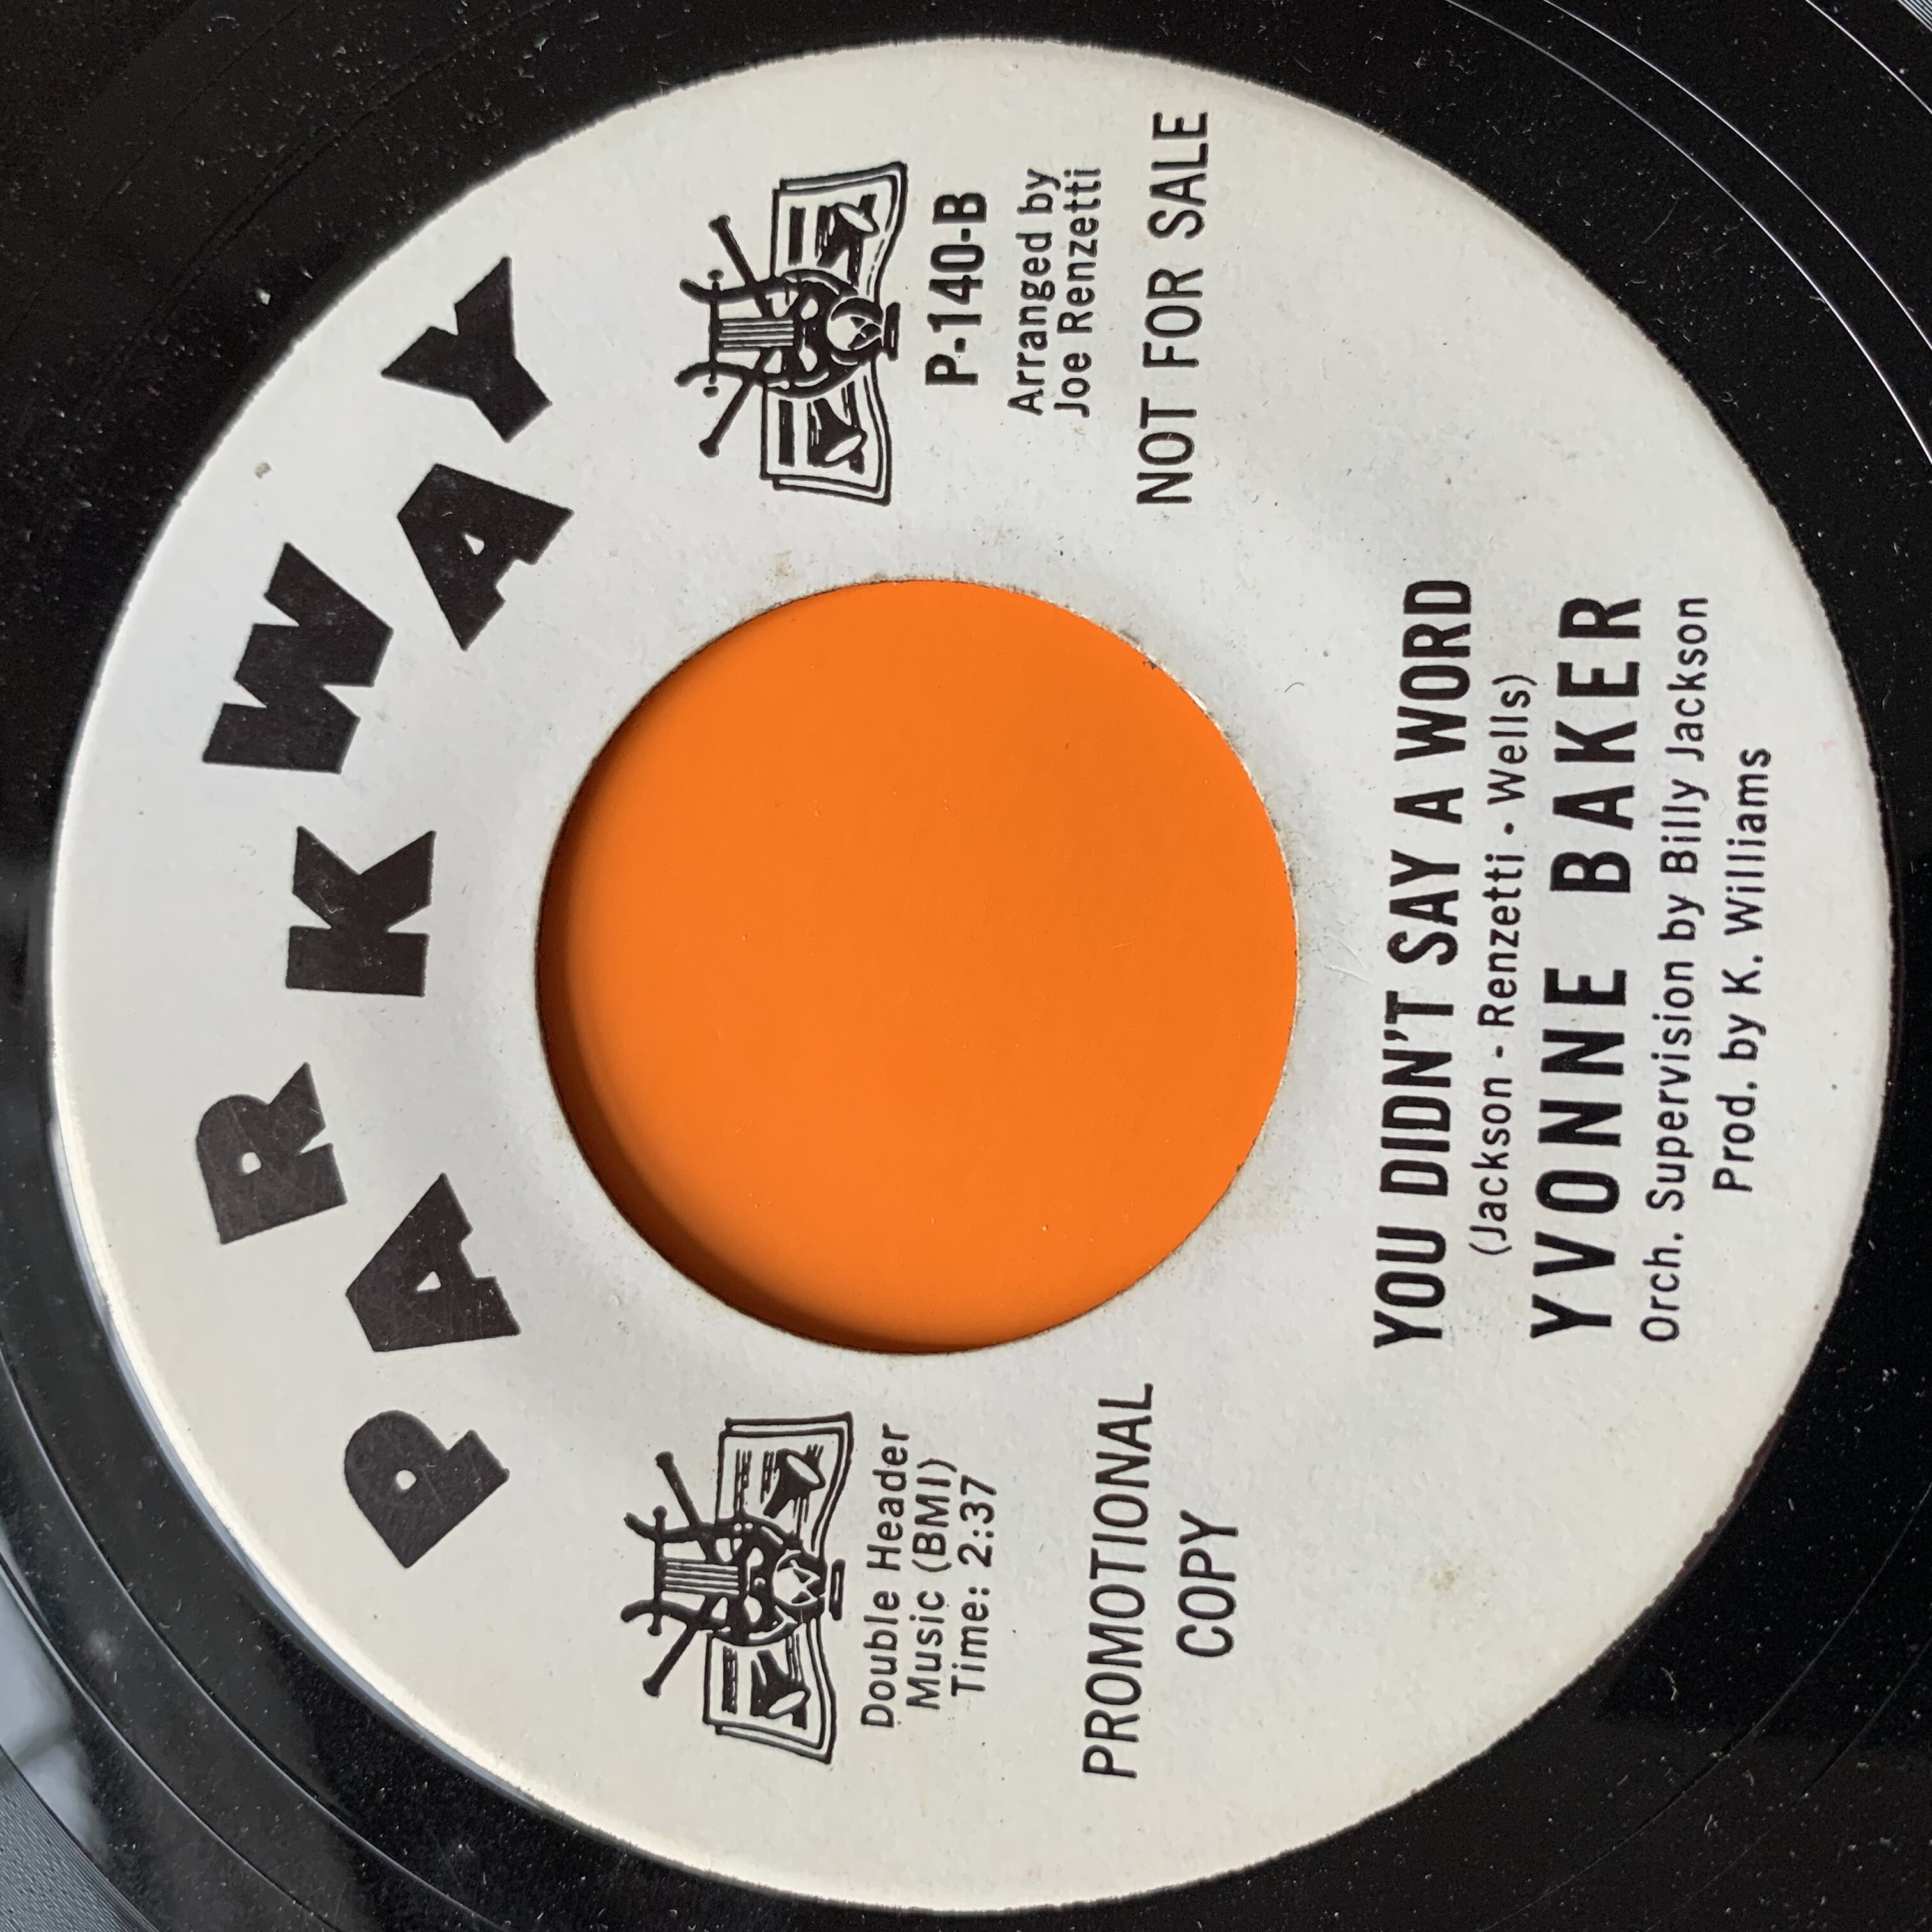 PARKWAY
Double Header
Music (BMI)
Time: 2:37
PROMOTIONAL
COPY
P-140-B
Arranged by
Joe Renzetti
NOT FOR SALE
YOU DIDN'T SAY A WORD
(Jackson - Renzetti - Wells)
YVONNE BAKER
Orch. Supervision by Billy Jackson
Prod. by K. Williams